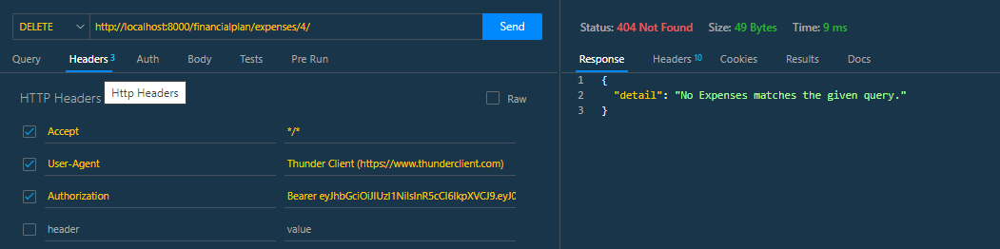 DELETE http://localhost:8000/financialplan/expenses/4/ Send
Query Headers 3 Auth Body Tests Pre Run
HTTP Headers Http Headers Raw
Accept */*
User-Agent Thunder Client (https://www.thunderclient.com)
Authorization Bearer eyJhbGciOiJIUzI1NiIsInR5cCI6IkpXVCJ9.eyJ0
header value
Status: 404 Not Found Size: 49 Bytes Time: 9 ms
Response Headers 10 Cookies Results Docs
1 {
2 "detail": "No Expenses matches the given query."
3 }